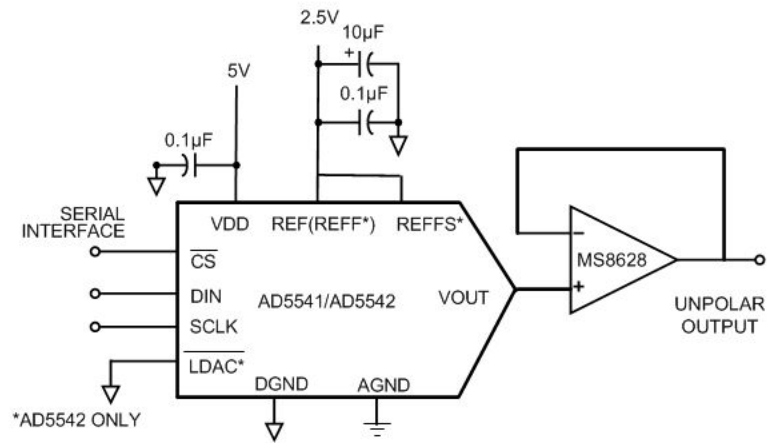 2.5V
10µF
+
5V
0.1µF
0.1µF
SERIAL
INTERFACE
VDD
REF(REFF*)
REFFS*
CS
DIN
AD5541/AD5542
VOUT
SCLK
LDAC*
DGND
AGND
*AD5542 ONLY
−
MS8628
+
UNPOLAR
OUTPUT